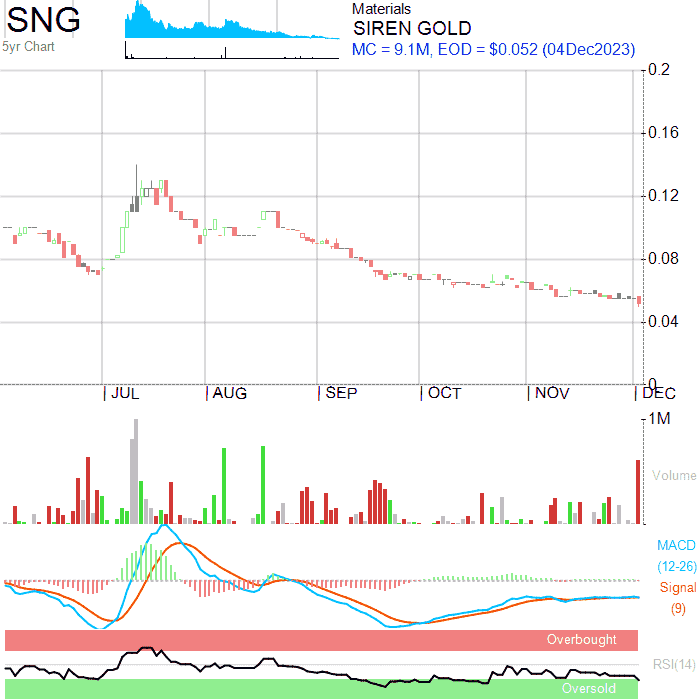 SNG
5yr Chart
Materials
SIREN GOLD
MC = 9.1M, EOD = $0.052 (04Dec2023)
0.2
0.16
0.12
0.08
0.04
0
JUL AUG SEP OCT NOV DEC
1M
Volume
MACD
(12-26)
Signal
(9)
Overbought
RSI(14)
Oversold